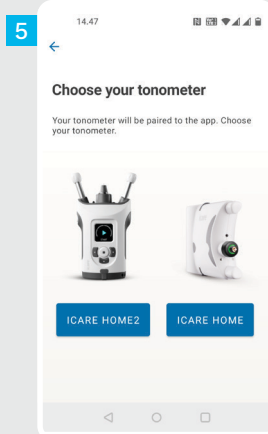 5
14.47
Choose your tonometer
Your tonometer will be paired to the app. Choose
your tonometer.
ICARE HOME2
ICARE HOME